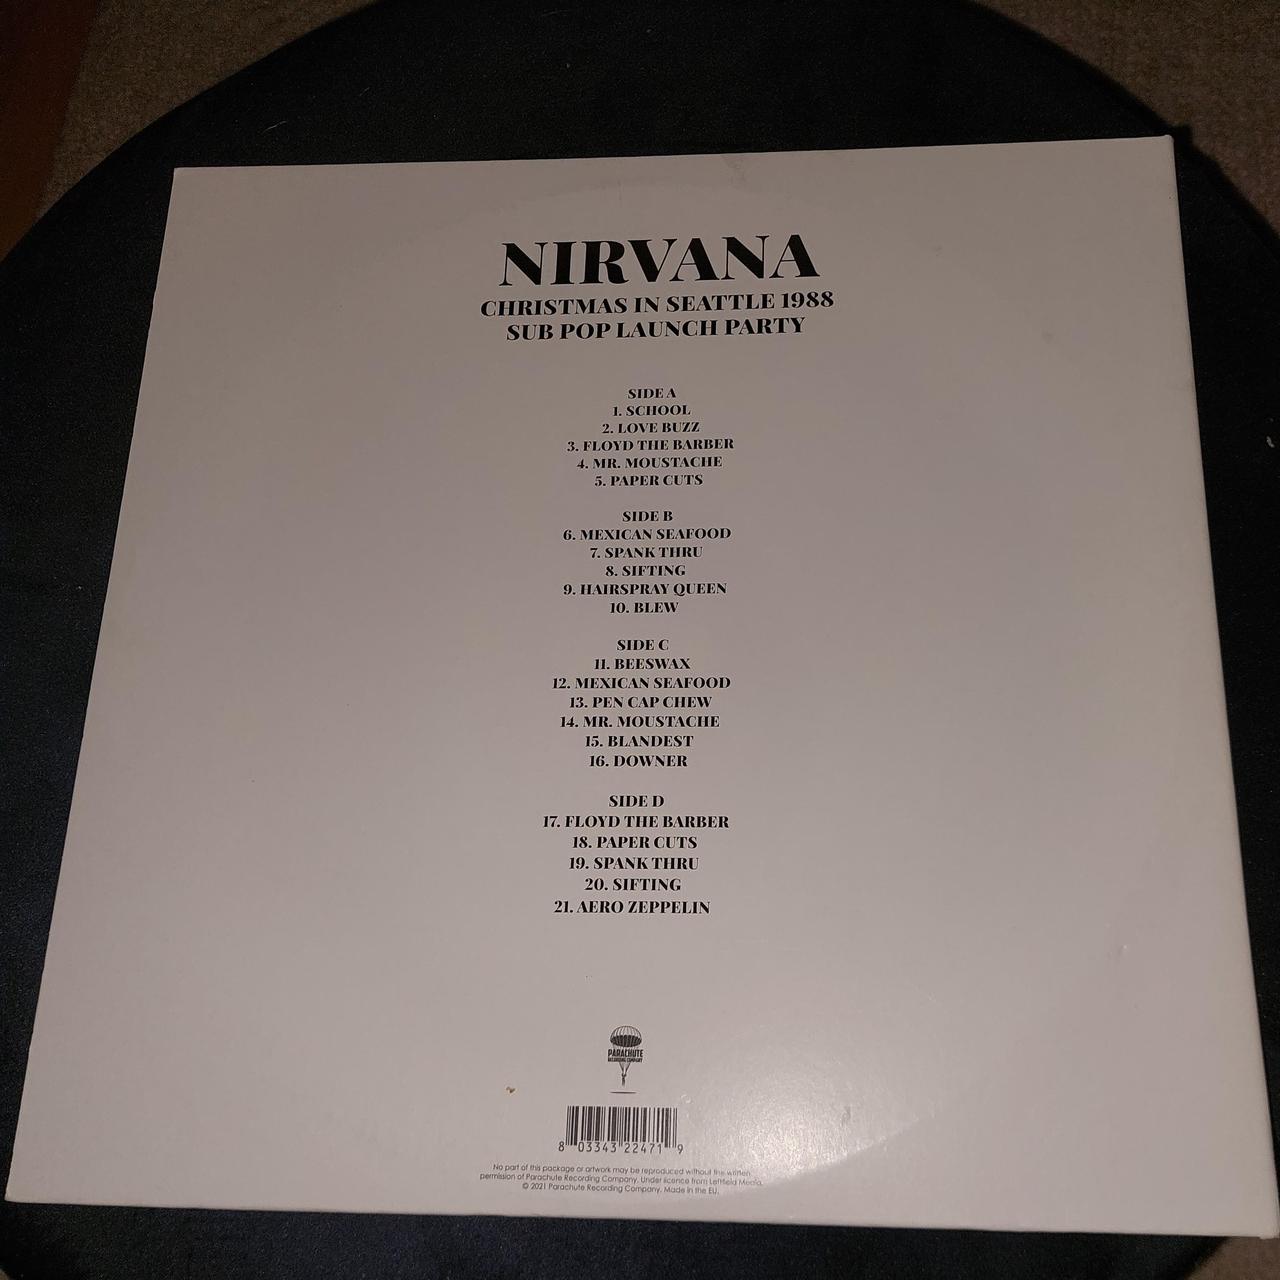 NIRVANA
CHRISTMAS IN SEATTLE 1988
SUB POP LAUNCH PARTY
SIDE A
1. SCHOOL
2. LOVE BUZZ
3. FLOYD THE BARBER
4. MR. MOUSTACHE
5. PAPER CUTS
SIDE B
6. MEXICAN SEAFOOD
7. SPANK THRU
8. SIFTING
9. HAIRSPRAY QUEEN
10. BLEW
SIDE C
11. BEESWAX
12. MEXICAN SEAFOOD
13. PEN CAP CHEW
14. MR. MOUSTACHE
15. BLANDEST
16. DOWNER
SIDE D
17. FLOYD THE BARBER
18. PAPER CUTS
19. SPANK THRU
20. SIFTING
21. AERO ZEPPELIN
PARACHUTE
RECORDING COMPANY
8 03343 22471 9
No part of this package or artwork may be reproduced without the written
permission of Parachute Recording Company. Under licence from Leftfield Media.
© 2021 Parachute Recording Company. Made in the EU.